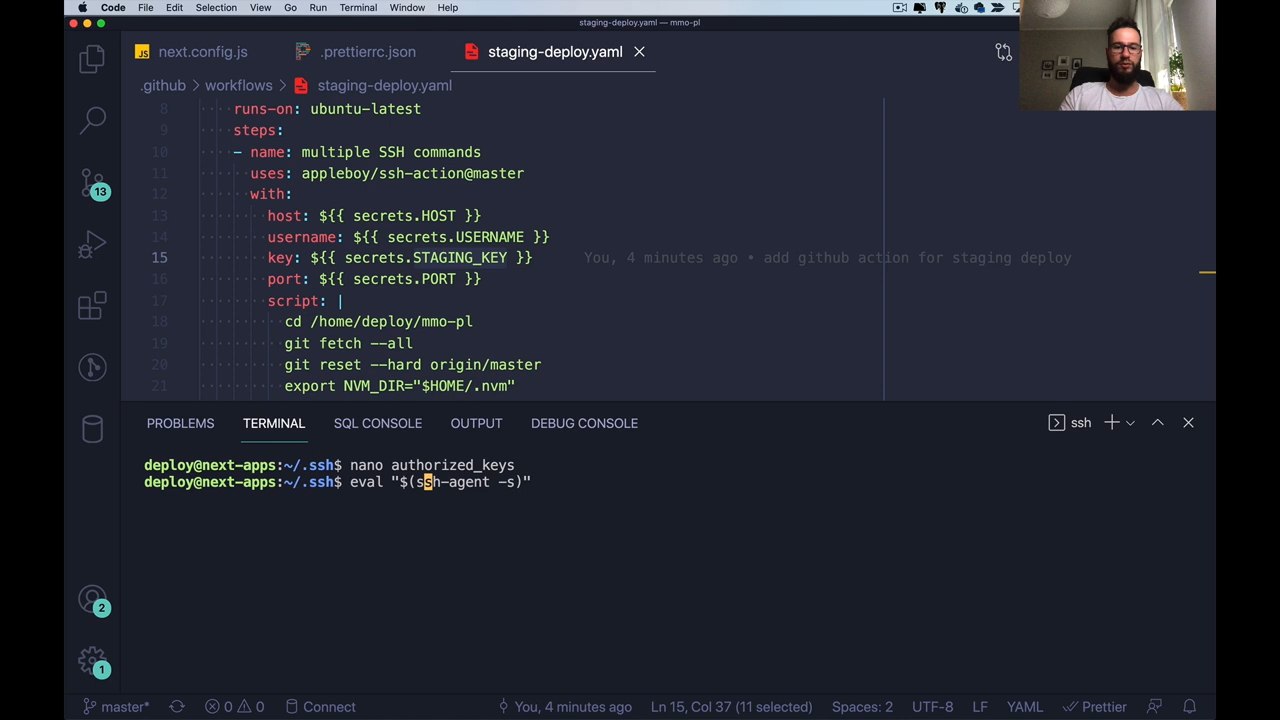 Code File Edit Selection View Go Run Terminal Window Help
staging-deploy.yaml — mmo-pl
JS next.config.js .prettierrc.json staging-deploy.yaml
.github > workflows > staging-deploy.yaml
8 runs-on: ubuntu-latest
9 steps:
10 - name: multiple SSH commands
11 uses: appleboy/ssh-action@master
12 with:
13 host: ${{ secrets.HOST }}
14 username: ${{ secrets.USERNAME }}
15 key: ${{ secrets.STAGING_KEY }} You, 4 minutes ago • add github action for staging deploy
16 port: ${{ secrets.PORT }}
17 script: |
18 cd /home/deploy/mmo-pl
19 git fetch --all
20 git reset --hard origin/master
21 export NVM_DIR="$HOME/.nvm"
13
PROBLEMS TERMINAL SQL CONSOLE OUTPUT DEBUG CONSOLE ssh
deploy@next-apps:~/.ssh$ nano authorized_keys
deploy@next-apps:~/.ssh$ eval "$(ssh-agent -s)"
2
1
master* 0 0 Connect You, 4 minutes ago Ln 15, Col 37 (11 selected) Spaces: 2 UTF-8 LF YAML Prettier